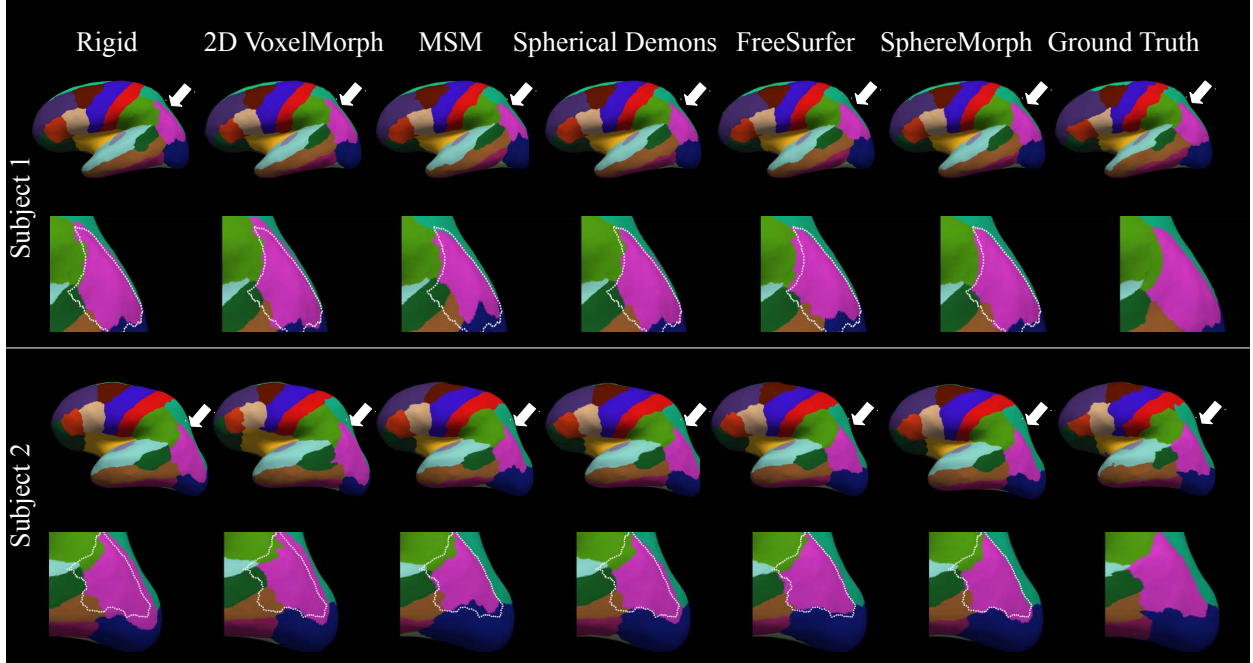 Rigid 2D VoxelMorph MSM Spherical Demons FreeSurfer SphereMorph Ground Truth
Subject 1
Subject 2